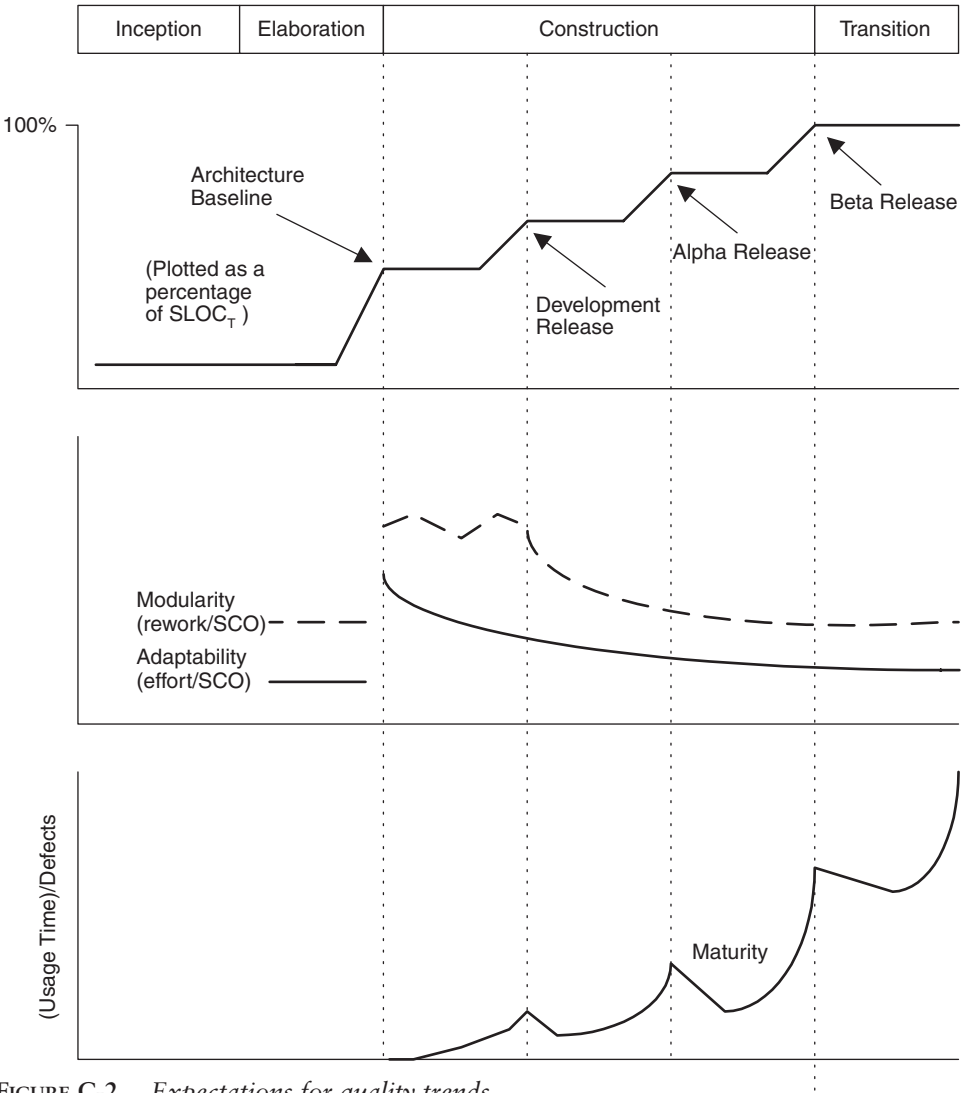 Inception
Elaboration
Construction
Transition
100%
Architecture
Baseline
Beta Release
Alpha Release
(Plotted as a
percentage
of SLOCT )
Development
Release
Modularity
(rework/SCO)
Adaptability
(effort/SCO)
(Usage Time)/Defects
Maturity
FIGURE C-2 Expectations for quality trends